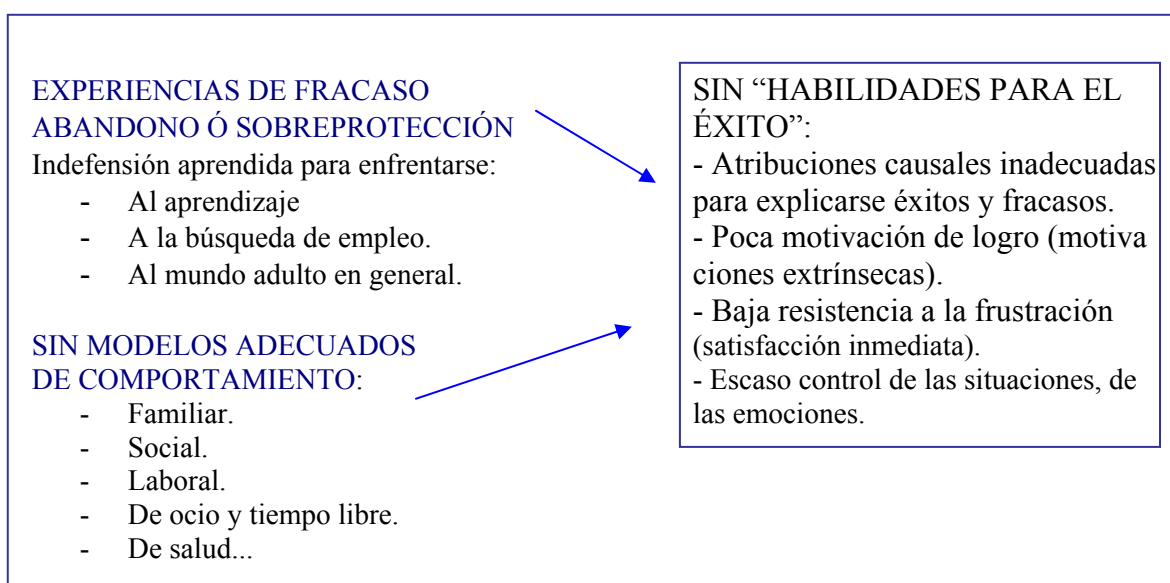 EXPERIENCIAS DE FRACASO
ABANDONO Ó SOBREPROTECCIÓN
Indefensión aprendida para enfrentarse:
- Al aprendizaje
- A la búsqueda de empleo.
- Al mundo adulto en general.
SIN MODELOS ADECUADOS
DE COMPORTAMIENTO:
- Familiar.
- Social.
- Laboral.
- De ocio y tiempo libre.
- De salud...
SIN “HABILIDADES PARA EL
ÉXITO”:
- Atribuciones causales inadecuadas
para explicarse éxitos y fracasos.
- Poca motivación de logro (motiva
ciones extrínsecas).
- Baja resistencia a la frustración
(satisfacción inmediata).
- Escaso control de las situaciones, de
las emociones.